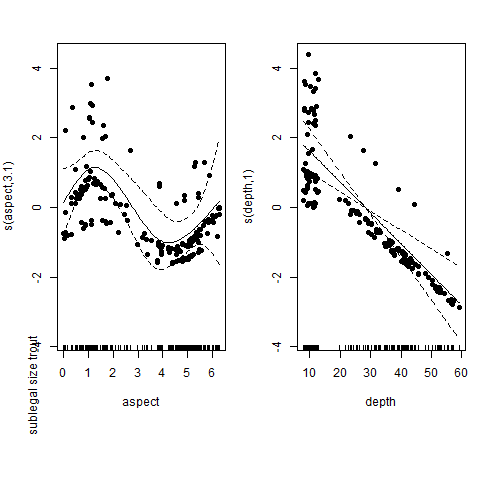 s(aspect,3.1)
4
2
0
-2
-4
0 1 2 3 4 5 6
aspect
sublegal size trout
s(depth,1)
4
2
0
-2
-4
10 20 30 40 50 60
depth